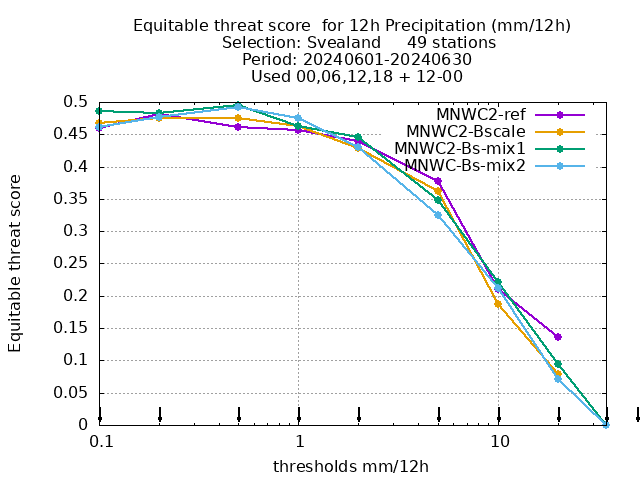 Equitable threat score  for 12h Precipitation (mm/12h)
Selection: Svealand     49 stations
Period: 20240601-20240630
Used 00,06,12,18 + 12-00
MNWC2-ref
MNWC2-Bscale
MNWC2-Bs-mix1
MNWC-Bs-mix2
0.5
0.45
0.4
0.35
0.3
0.25
0.2
0.15
0.1
0.05
0
Equitable threat score
0.1 1 10
thresholds mm/12h